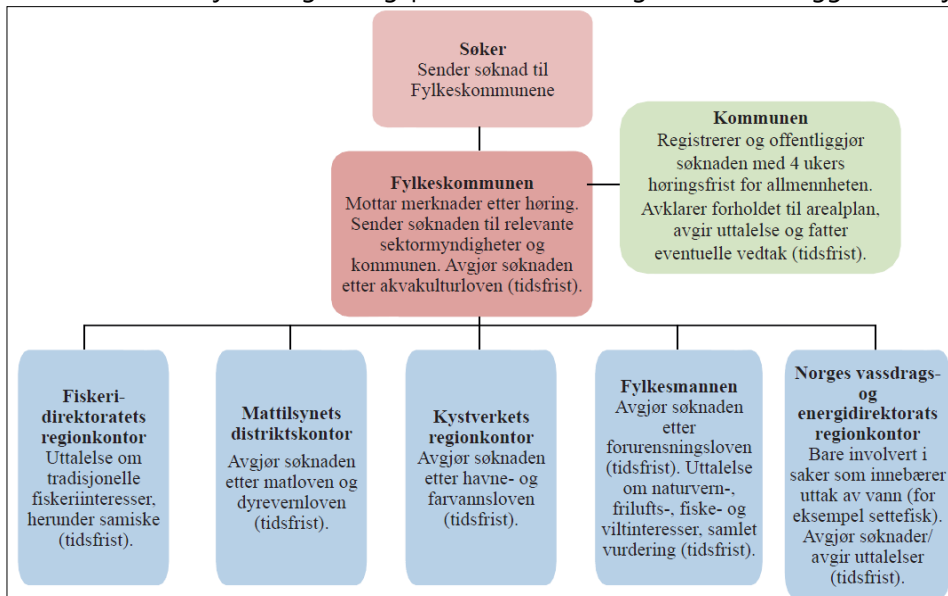 Søker
Sender søknad til
Fylkeskommunene
Kommunen
Registrerer og offentliggjør
søknaden med 4 ukers
høringsfrist for allmennheten.
Avklarer forholdet til arealplan,
avgir uttalelse og fatter
eventuelle vedtak (tidsfrist).
Fylkeskommunen
Mottar merknader etter høring.
Sender søknaden til relevante
sektormyndigheter og
kommunen. Avgjør søknaden
etter akvakulturloven (tidsfrist).
Fiskeri-
direktoratets
regionkontor
Uttalelse om
tradisjonelle
fiskeriinteresser,
herunder samiske
(tidsfrist).
Mattilsynets
distriktskontor
Avgjør søknaden
etter matloven og
dyrevernloven
(tidsfrist).
Kystverkets
regionkontor
Avgjør søknaden
etter havne- og
farvannsloven
(tidsfrist).
Fylkesmannen
Avgjør søknaden
etter
forurensningsloven
(tidsfrist). Uttalelse
om naturvern-,
frilufts-, fiske- og
viltinteresser, samlet
vurdering (tidsfrist).
Norges vassdrags-
og
energidirektorats
regionkontor
Bare involvert i
saker som innebærer
uttak av vann (for
eksempel settefisk).
Avgjør søknader/
avgir uttalelser
(tidsfrist).